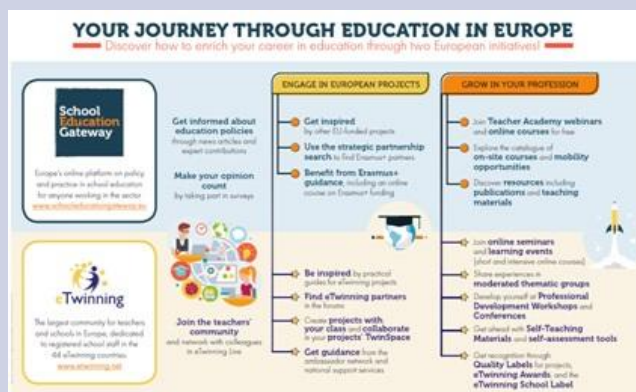 YOUR JOURNEY THROUGH EDUCATION IN EUROPE
Discover how to enrich your career in education through two European initiatives!
School
Education
Gateway
Europe's online platform on policy
and practice in school education
for anyone working in the sector
www.schooleducationgateway.eu
Get informed about
education policies
through news articles and
expert contributions
Make your opinion
count
by taking part in surveys
ENGAGE IN EUROPEAN PROJECTS
Get inspired
by other EU-funded projects
Use the strategic partnership
search to find Erasmus+ partners
Benefit from Erasmus+
guidance, including an online
course on Erasmus+ funding
GROW IN YOUR PROFESSION
Join Teacher Academy webinars
and online courses for free
Explore the catalogue of
on-site courses and mobility
opportunities
Discover resources including
publications and teaching
materials
eTwinning
The largest community for teachers
and schools in Europe, dedicated
to registered school staff in the
44 eTwinning countries.
www.etwinning.net
Join the teachers'
community
and network with colleagues
in eTwinning Live
Be inspired by practical
guides for eTwinning projects
Find eTwinning partners
in the forums
Create projects with
your class and collaborate
in your projects' TwinSpace
Get guidance from the
ambassador network and
national support services
Join online seminars
and learning events
(short and intensive online courses)
Share experiences in
moderated thematic groups
Develop yourself at Professional
Development Workshops and
Conferences
Get ahead with Self-Teaching
Materials and self-assessment tools
Get recognition through
Quality Labels for projects,
eTwinning Awards, and the
eTwinning School Label